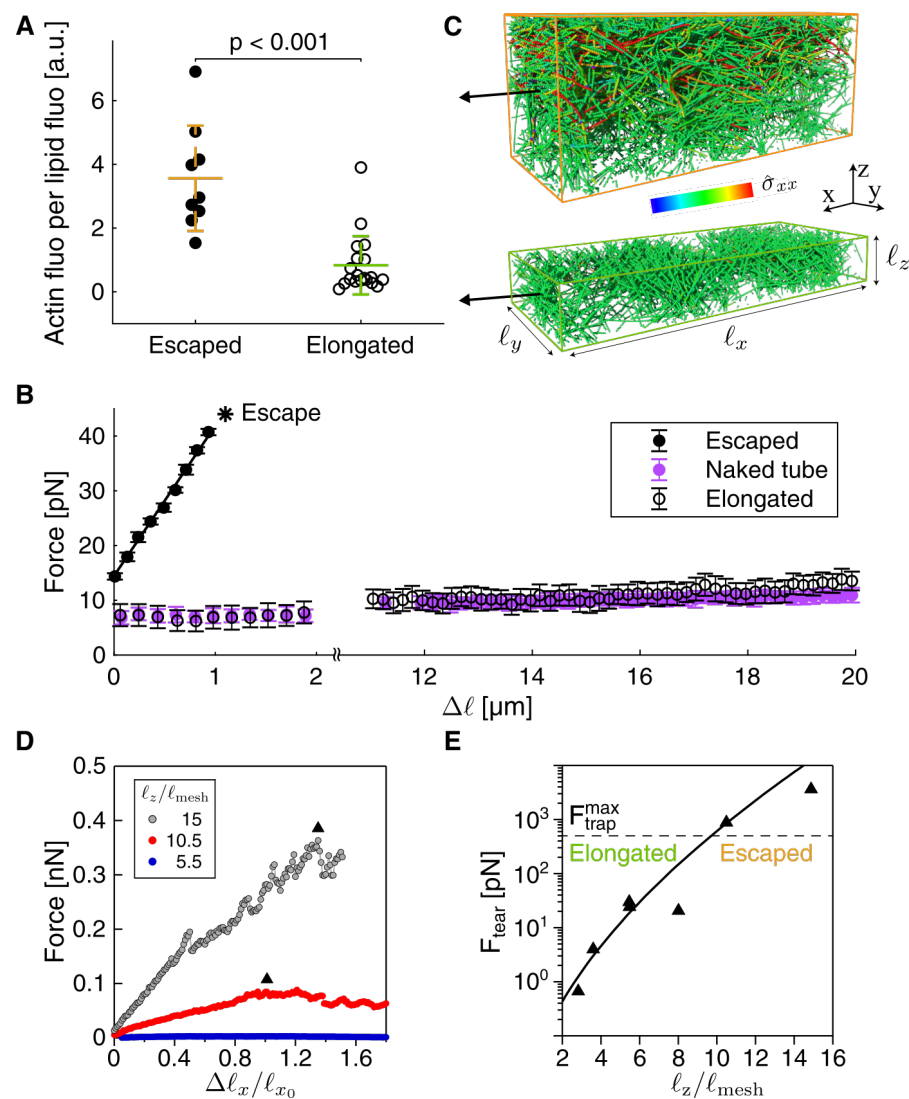 A
Actin fluo per lipid fluo [a.u.]
6
4
2
0
p < 0.001
Escaped
Elongated
C
σ̂xx
z
x
y
ℓz
ℓy
ℓx
B
Force [pN]
40
30
20
10
0
Escape
Escaped
Naked tube
Elongated
0
1
2
12
14
16
18
20
Δℓ [µm]
D
Force [nN]
0.5
0.4
0.3
0.2
0.1
0
ℓz/ℓmesh
15
10.5
5.5
0
0.4
0.8
1.2
1.6
Δℓx/ℓx0
E
Ftear [pN]
10³
10²
10¹
10⁰
Fmaxtrap
Elongated
Escaped
2
4
6
8
10
12
14
16
ℓz/ℓmesh